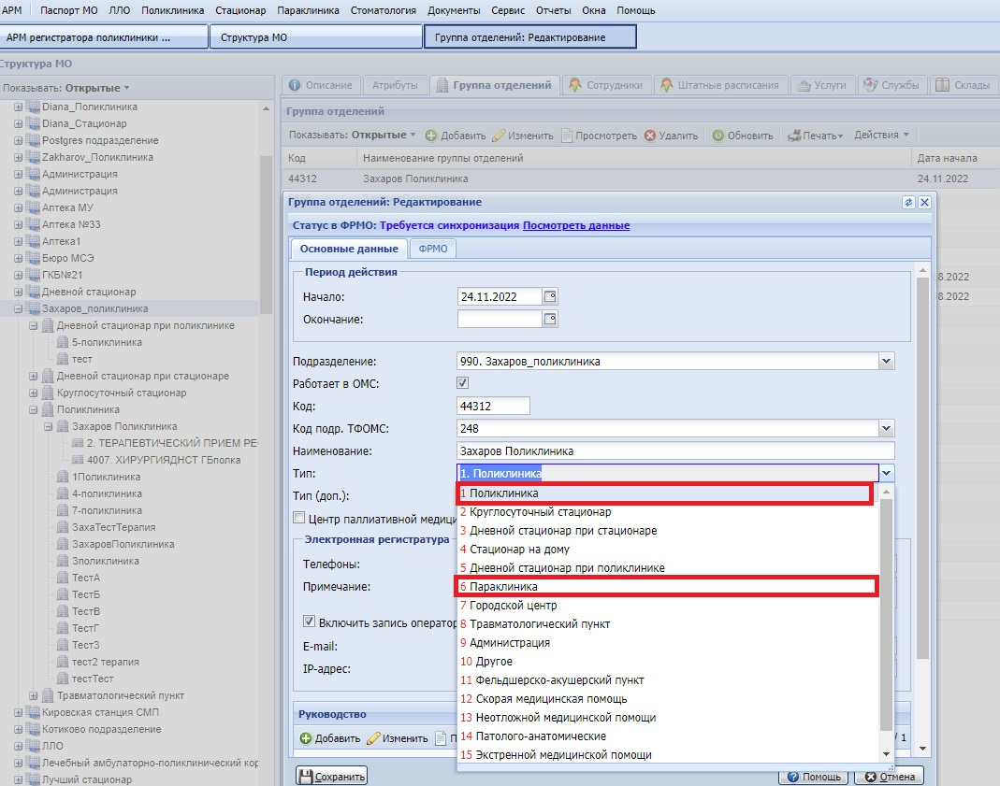 АРМ Паспорт МО ЛЛО Поликлиника Стационар Параклиника Стоматология Документы Сервис Отчеты Окна Помощь
АРМ регистратора поликлиники ... Структура МО Группа отделений: Редактирование
Структура МО
Показывать: Открытые
Diana_Поликлиника
Diana_Стационар
Postgres подразделение
Zakharov_Поликлиника
Администрация
Администрация
Аптека МУ
Аптека №33
Аптека1
Бюро МСЭ
ГКБ№21
Дневной стационар
Захаров_поликлиника
Дневной стационар при поликлинике
5-поликлиника
тест
Дневной стационар при стационаре
Круглосуточный стационар
Поликлиника
Захаров Поликлиника
2. ТЕРАПЕВТИЧЕСКИЙ ПРИЕМ РЕ
4007. ХИРУРГИЯДНСТ ГБполка
1Поликлиника
4-поликлиника
7-поликлиника
ЗахаТестТерапия
ЗахаровПоликлиника
Зполиклиника
ТестА
ТестБ
ТестВ
ТестГ
ТестЗ
тест2 терапия
тестТест
Травматологический пункт
Кировская станция СМП
Котиково подразделение
ЛЛО
Лечебный амбулаторно-поликлинический кор
Лучший стационар
Описание Атрибуты Группа отделений Сотрудники Штатные расписания Услуги Службы Склады
Группа отделений
Показывать: Открытые Добавить Изменить Просмотреть Удалить Обновить Печать Действия
Код Наименование группы отделений Дата начала
44312 Захаров Поликлиника 24.11.2022
8.2022
8.2022
Группа отделений: Редактирование
Статус в ФРМО: Требуется синхронизация Посмотреть данные
Основные данные ФРМО
Период действия
Начало: 24.11.2022
Окончание:
Подразделение: 990. Захаров_поликлиника
Работает в ОМС:
Код: 44312
Код подр. ТФОМС: 248
Наименование: Захаров Поликлиника
Тип: 1. Поликлиника
Тип (доп.):
Центр паллиативной медици
Электронная регистратура
Телефоны:
Примечание:
Включить запись оператор
E-mail:
IP-адрес:
1 Поликлиника
2 Круглосуточный стационар
3 Дневной стационар при стационаре
4 Стационар на дому
5 Дневной стационар при поликлинике
6 Параклиника
7 Городской центр
8 Травматологический пункт
9 Администрация
10 Другое
11 Фельдшерско-акушерский пункт
12 Скорая медицинская помощь
13 Неотложной медицинской помощи
14 Патолого-анатомические
15 Экстренной медицинской помощи
Руководство
Добавить Изменить П / 1
Сохранить Помощь Отмена